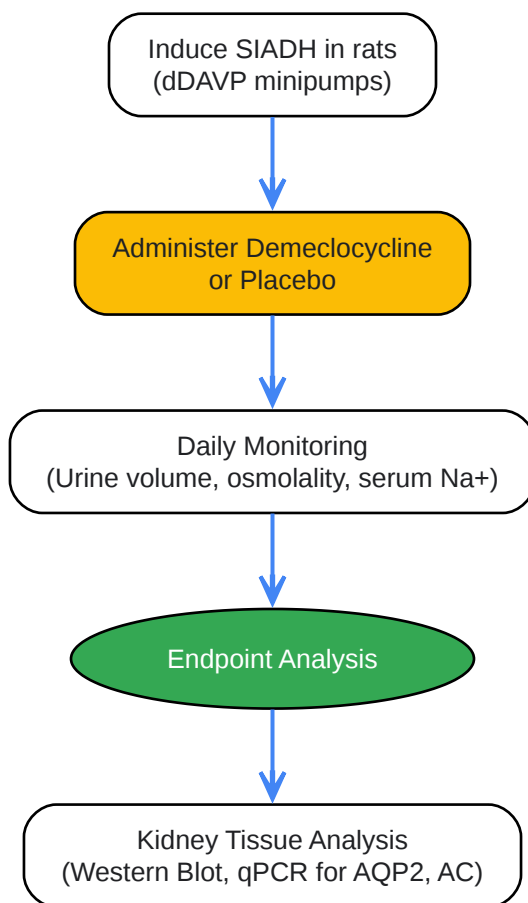 Induce SIADH in rats
(dDAVP minipumps)
Administer Demeclocycline
or Placebo
Daily Monitoring
(Urine volume, osmolality, serum Na+)
Endpoint Analysis
Kidney Tissue Analysis
(Western Blot, qPCR for AQP2, AC)